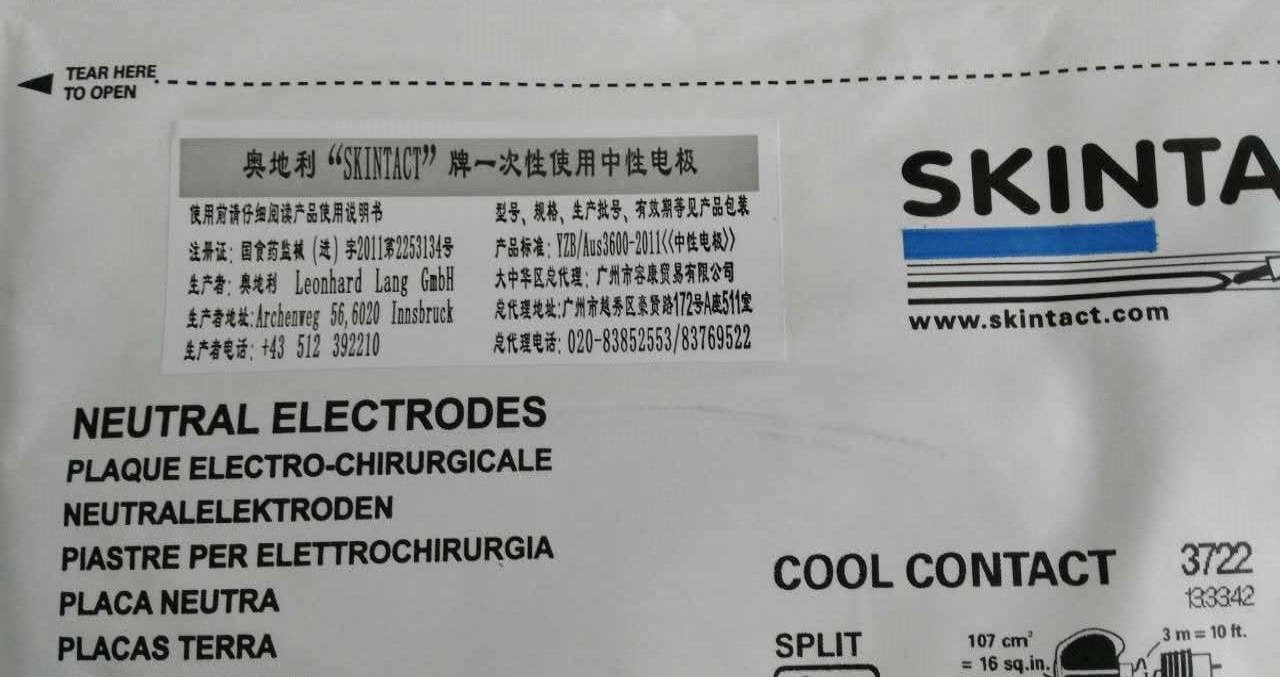 TEAR HERE
TO OPEN
奥地利“SKINTACT”牌一次性使用中性电极
使用前请仔细阅读产品使用说明书
注册证：国食药监械（进）字2011第2253134号
生产者：奥地利 Leonhard Lang GmbH
生产者地址:Archenweg 56,6020 Innsbruck
生产者电话：+43 512 392210
型号、规格、生产批号、有效期等见产品包装
产品标准：YZB/Aus3600-2011《中性电极》
大中华区总代理：广州市容康贸易有限公司
总代理地址:广州市越秀区豪贤路172号A座511室
总代理电话：020-83852553/83769522
SKINTA
www.skintact.com
NEUTRAL ELECTRODES
PLAQUE ELECTRO-CHIRURGICALE
NEUTRALELEKTRODEN
PIASTRE PER ELETTROCHIRURGIA
PLACA NEUTRA
PLACAS TERRA
COOL CONTACT
3722
13:33:42
SPLIT
107 cm²
= 16 sq.in.
3 m = 10 ft.